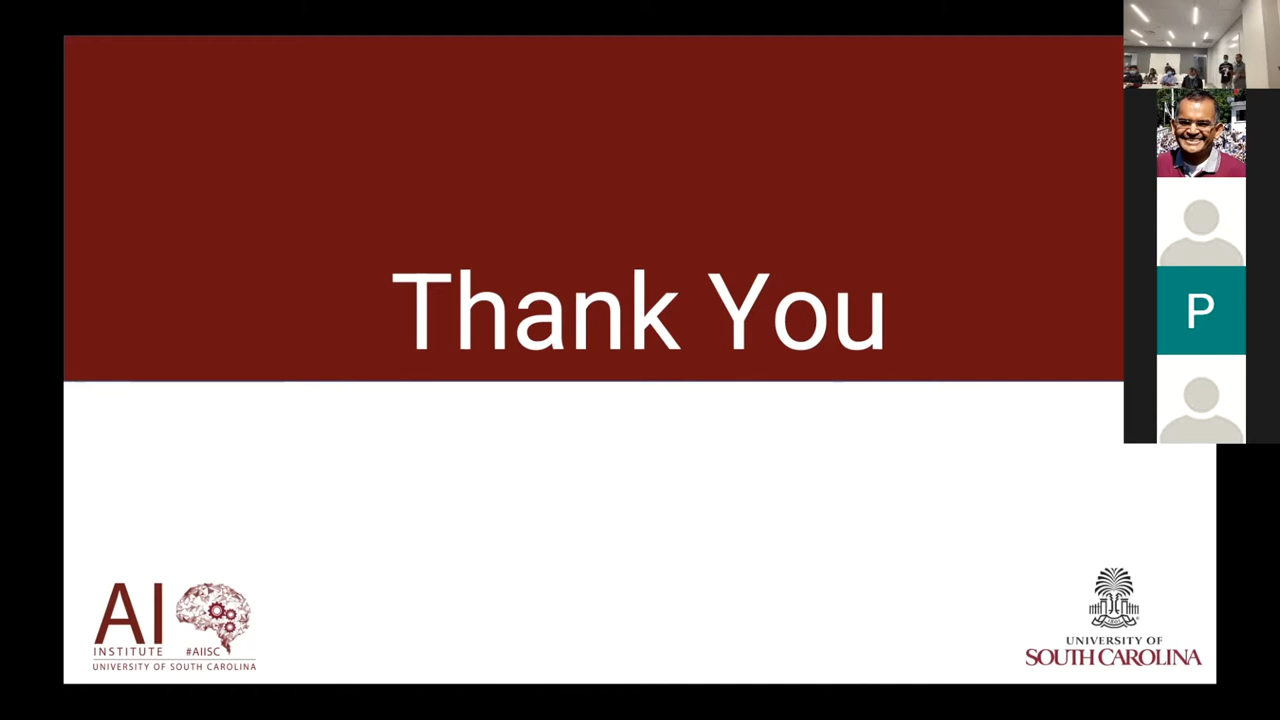 Thank You
P
AI
INSTITUTE #AIISC
UNIVERSITY OF SOUTH CAROLINA
UNIVERSITY OF
SOUTH CAROLINA